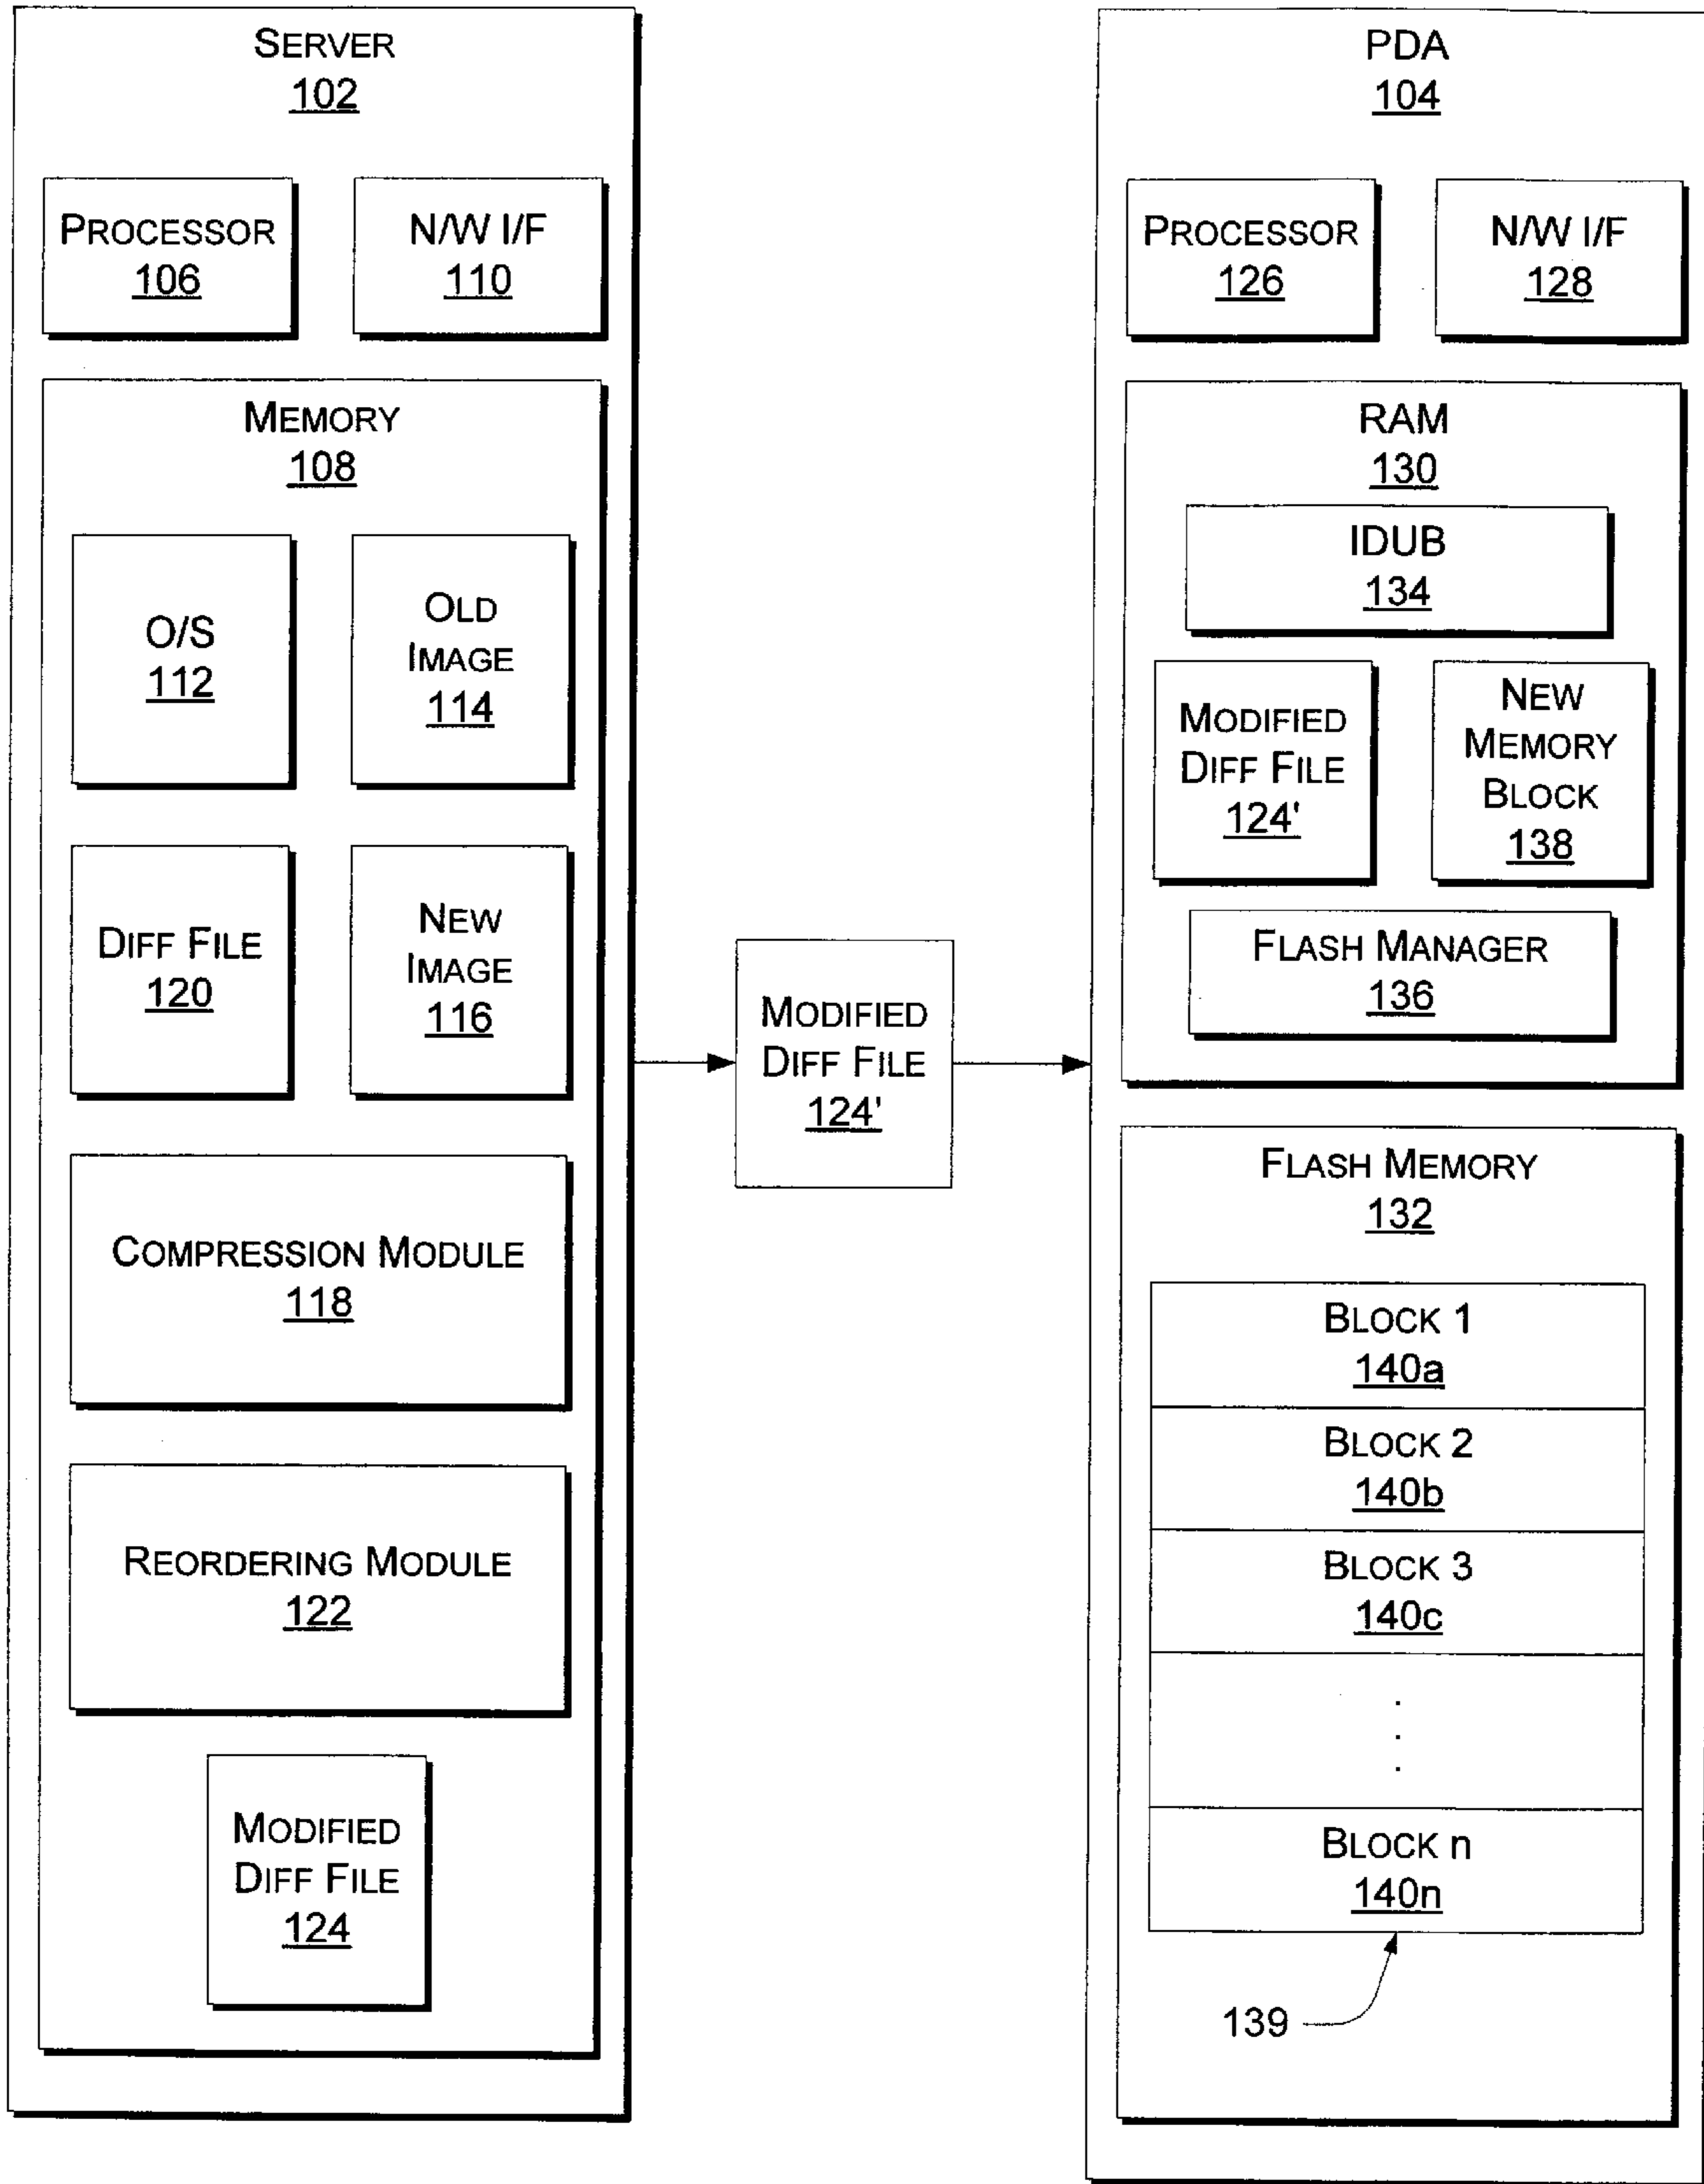 SERVER
102
PROCESSOR
106
N/W I/F
110
MEMORY
108
O/S
112
OLD
IMAGE
114
DIFF FILE
120
NEW
IMAGE
116
COMPRESSION MODULE
118
REORDERING MODULE
122
MODIFIED
DIFF FILE
124
MODIFIED
DIFF FILE
124'
PDA
104
PROCESSOR
126
N/W I/F
128
RAM
130
IDUB
134
MODIFIED
DIFF FILE
124'
NEW
MEMORY
BLOCK
138
FLASH MANAGER
136
FLASH MEMORY
132
BLOCK 1
140a
BLOCK 2
140b
BLOCK 3
140c
.
.
.
BLOCK n
140n
139